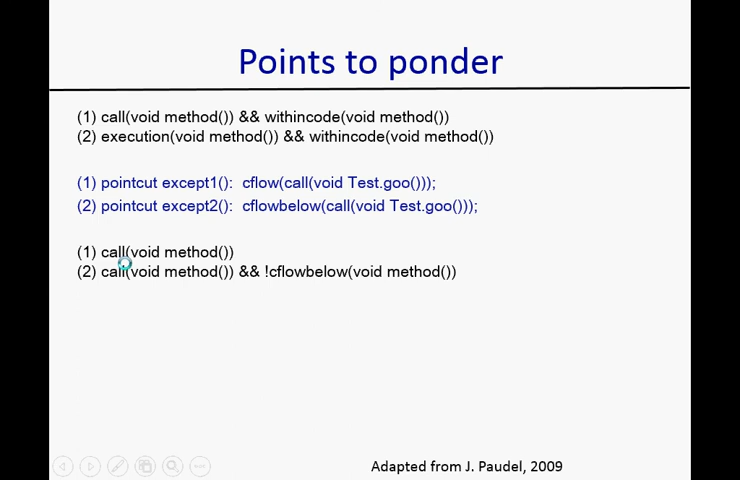 Points to ponder
(1) call(void method()) && withincode(void method())
(2) execution(void method()) && withincode(void method())
(1) pointcut except1(): cflow(call(void Test.goo()));
(2) pointcut except2(): cflowbelow(call(void Test.goo()));
(1) call(void method())
(2) call(void method()) && !cflowbelow(void method())
Adapted from J. Paudel, 2009